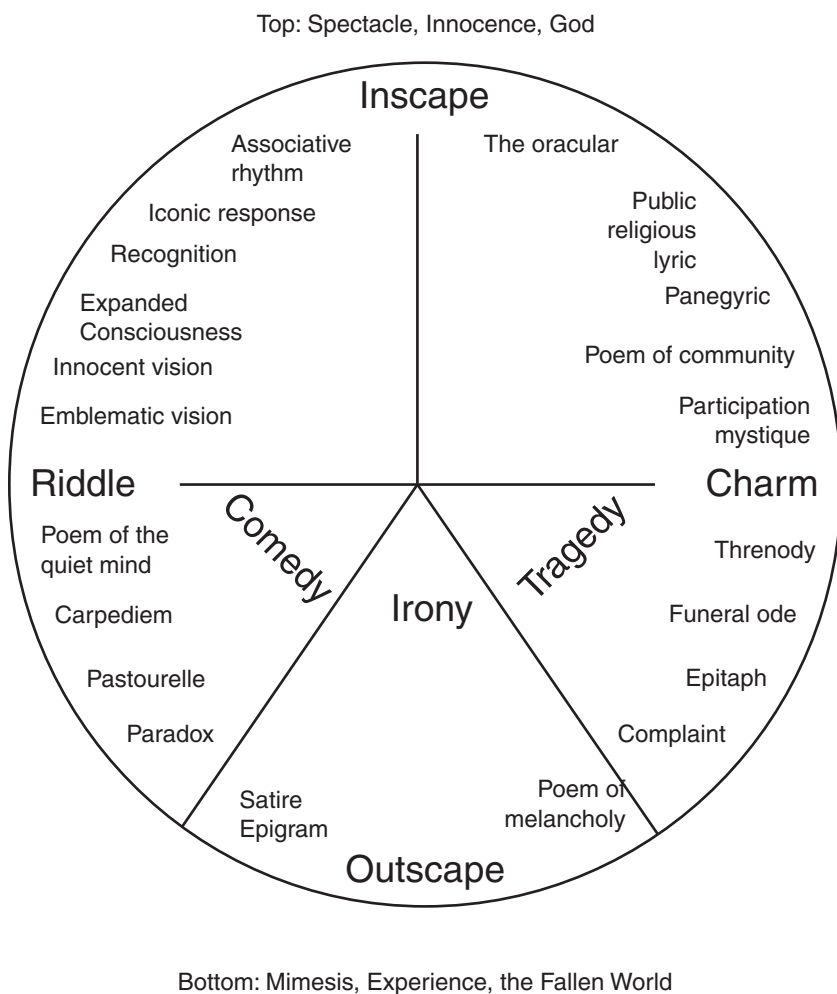 Top: Spectacle, Innocence, God
Inscape
Associative
rhythm
The oracular
Iconic response
Public
religious
lyric
Recognition
Panegyric
Expanded
Consciousness
Poem of community
Innocent vision
Emblematic vision
Participation
mystique
Riddle
Charm
Comedy
Tragedy
Irony
Poem of the
quiet mind
Threnody
Carpediem
Funeral ode
Pastourelle
Epitaph
Paradox
Complaint
Satire
Epigram
Poem of
melancholy
Outscape
Bottom: Mimesis, Experience, the Fallen World